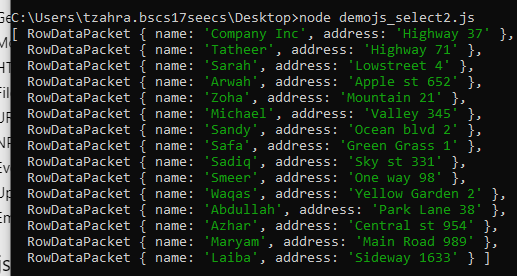 C:\Users\tzahra.bscs17seecs\Desktop>node demojs_select2.js
[ RowDataPacket { name: 'Company Inc', address: 'Highway 37' },
RowDataPacket { name: 'Tatheer', address: 'Highway 71' },
RowDataPacket { name: 'Sarah', address: 'Lowstreet 4' },
RowDataPacket { name: 'Arwah', address: 'Apple st 652' },
RowDataPacket { name: 'Zoha', address: 'Mountain 21' },
RowDataPacket { name: 'Michael', address: 'Valley 345' },
RowDataPacket { name: 'Sandy', address: 'Ocean blvd 2' },
RowDataPacket { name: 'SaFa', address: 'Green Grass 1' },
RowDataPacket { name: 'Sadiq', address: 'Sky st 331' },
RowDataPacket { name: 'Smeer', address: 'One way 98' },
RowDataPacket { name: 'Waqas', address: 'Yellow Garden 2' },
RowDataPacket { name: 'Abdullah', address: 'Park Lane 38' },
RowDataPacket { name: 'Azhar', address: 'Central st 954' },
RowDataPacket { name: 'Maryam', address: 'Main Road 989' },
RowDataPacket { name: 'Laiba', address: 'Sideway 1633' } ]